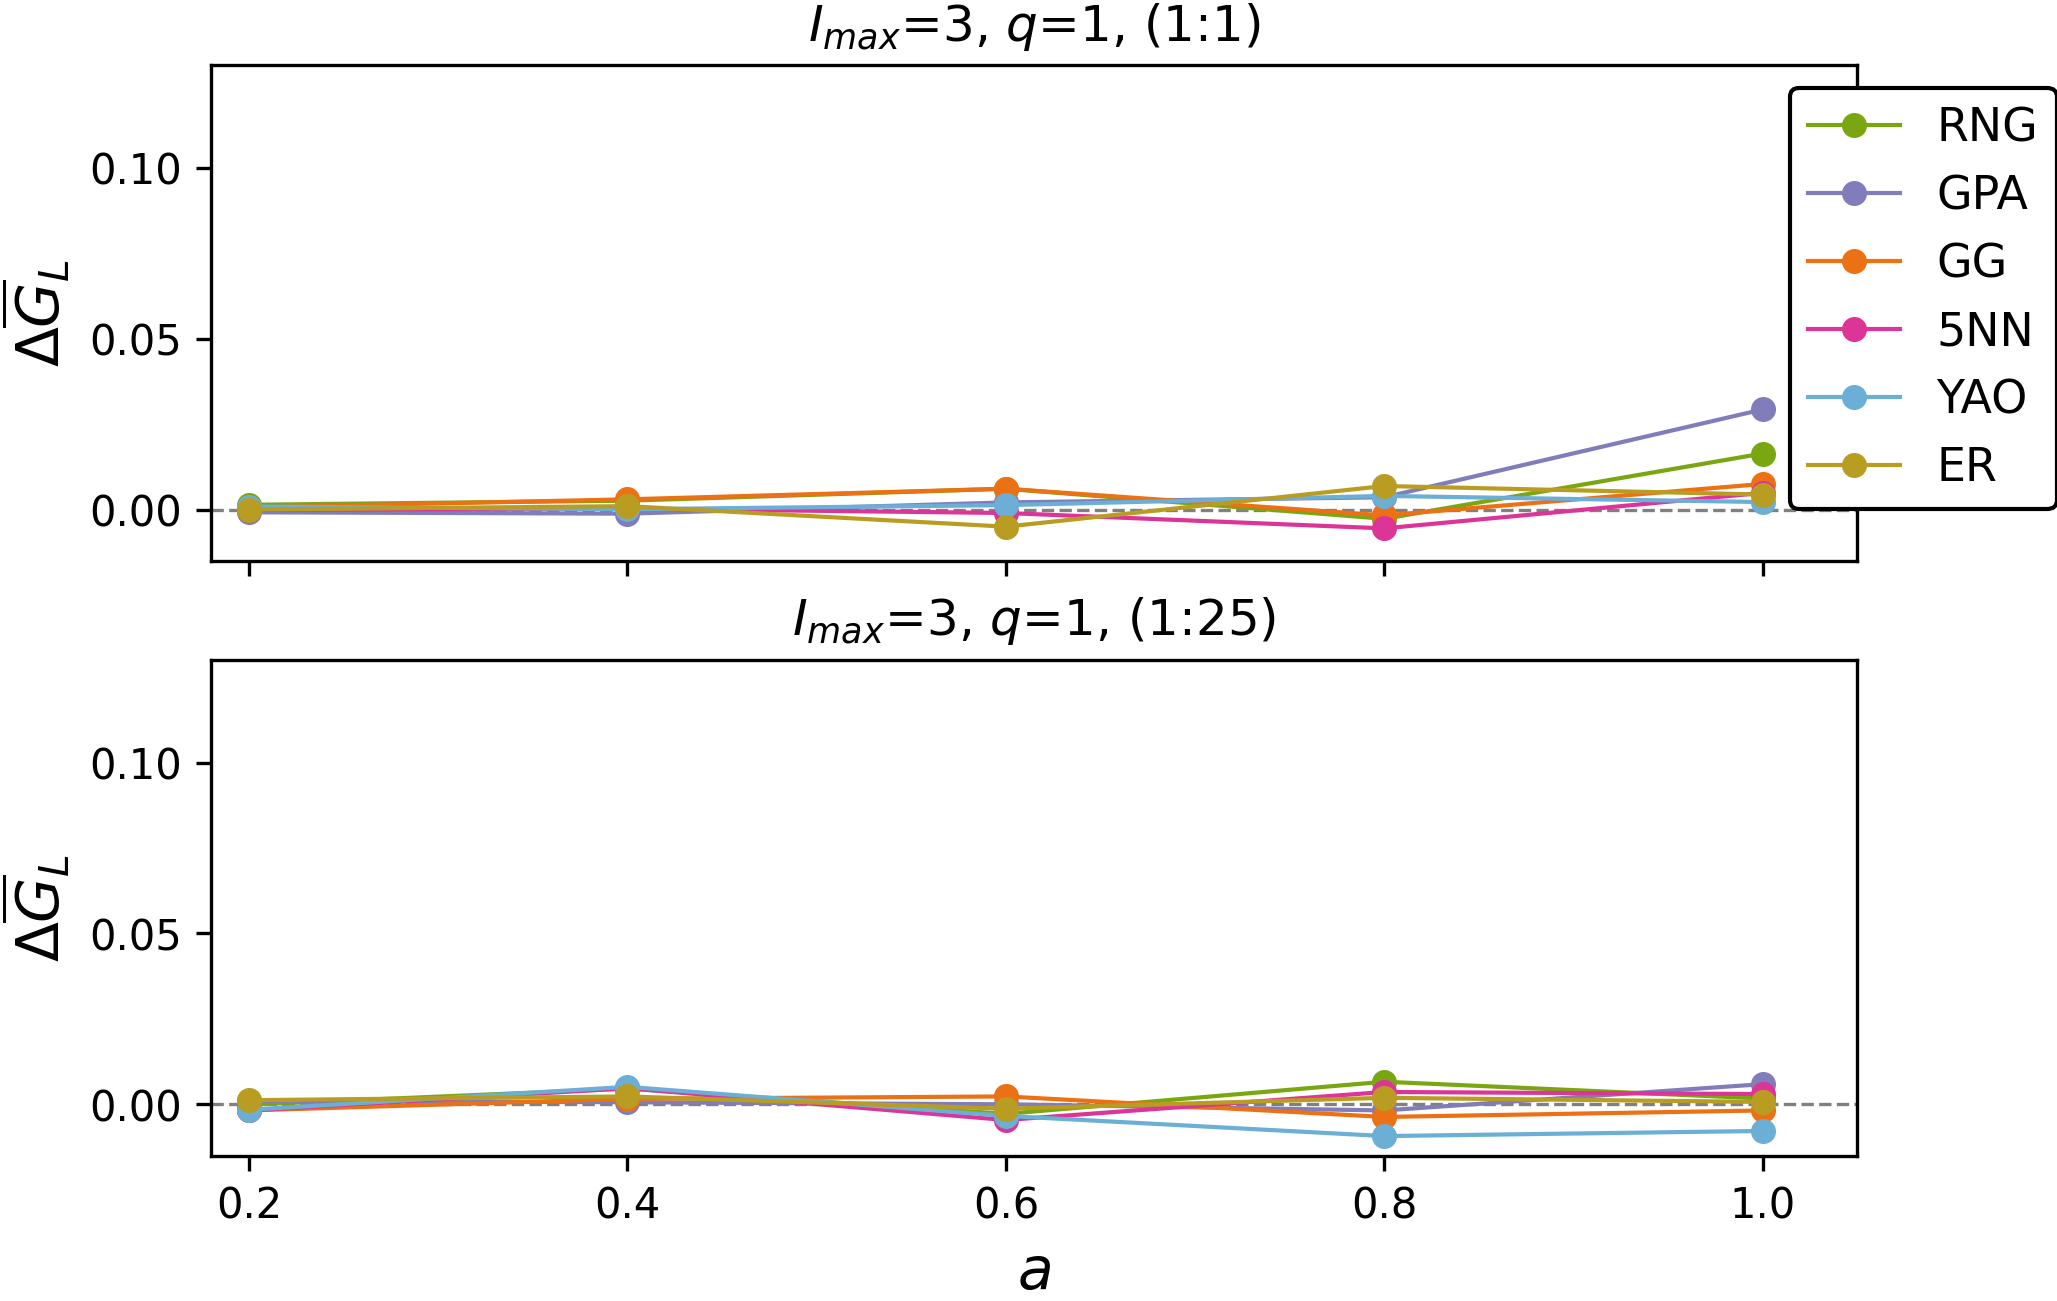 I_max=3, q=1, (1:1)
0.10
0.05
0.00
ΔG̅_L
RNG
GPA
GG
5NN
YAO
ER
I_max=3, q=1, (1:25)
0.10
0.05
0.00
ΔG̅_L
0.2 0.4 0.6 0.8 1.0
a